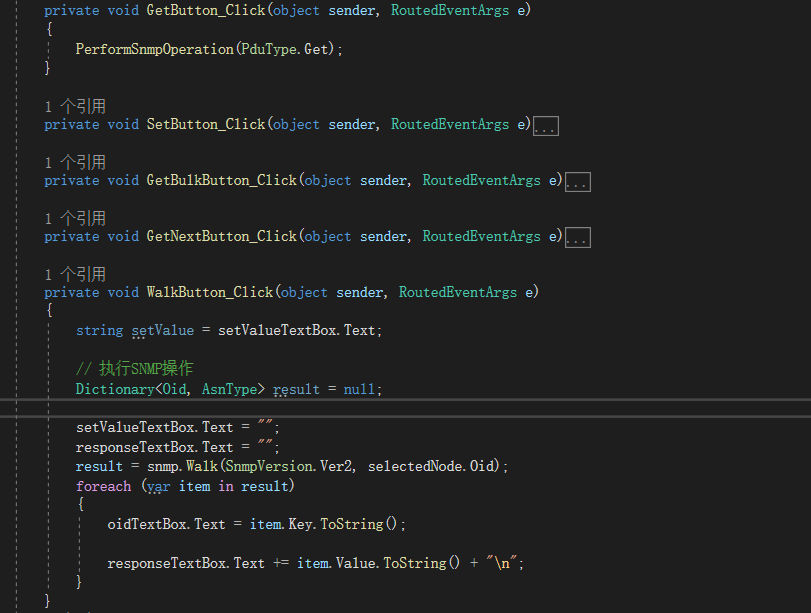 private void GetButton_Click(object sender, RoutedEventArgs e)
{
PerformSnmpOperation(PduType.Get);
}
1 个引用
private void SetButton_Click(object sender, RoutedEventArgs e)...
1 个引用
private void GetBulkButton_Click(object sender, RoutedEventArgs e)...
1 个引用
private void GetNextButton_Click(object sender, RoutedEventArgs e)...
1 个引用
private void WalkButton_Click(object sender, RoutedEventArgs e)
{
string setValue = setValueTextBox.Text;
// 执行SNMP操作
Dictionary<Oid, AsnType> result = null;
setValueTextBox.Text = "";
responseTextBox.Text = "";
result = snmp.Walk(SnmpVersion.Ver2, selectedNode.Oid);
foreach (var item in result)
{
oidTextBox.Text = item.Key.ToString();
responseTextBox.Text += item.Value.ToString() + "\n";
}
}